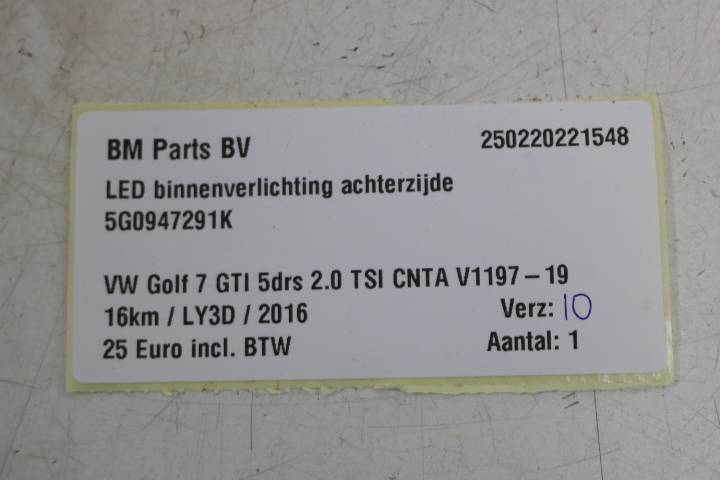 BM Parts BV 250220221548
LED binnenverlichting achterzijde
5G0947291K
VW Golf 7 GTI 5drs 2.0 TSI CNTA V1197-19
16km / LY3D / 2016 Verz: 10
25 Euro incl. BTW Aantal: 1